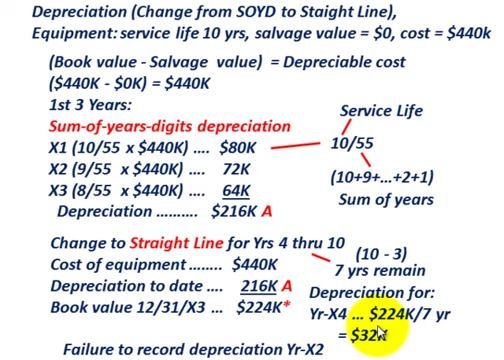 Depreciation (Change from SOYD to Staight Line),
Equipment: service life 10 yrs, salvage value = $0, cost = $440k
(Book value - Salvage value) = Depreciable cost
($440K - $0K) = $440K
1st 3 Years:
Sum-of-years-digits depreciation
X1 (10/55 x $440K) .... $80K
X2 (9/55 x $440K) .... 72K
X3 (8/55 x $440K) .... 64K
Depreciation .......... $216K A
Service Life
10/55
(10+9+...+2+1)
Sum of years
Change to Straight Line for Yrs 4 thru 10
Cost of equipment ........ $440K
Depreciation to date .... 216K A
Book value 12/31/X3 ... $224K*
(10 - 3)
7 yrs remain
Depreciation for:
Yr-X4 ... $224K/7 yr
= $32K
Failure to record depreciation Yr-X2